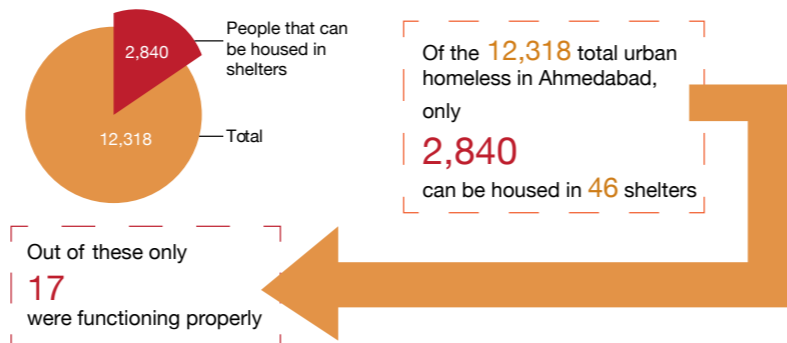 2,840
People that can
be housed in
shelters
12,318
Total
Of the 12,318 total urban
homeless in Ahmedabad,
only
2,840
can be housed in 46 shelters
Out of these only
17
were functioning properly